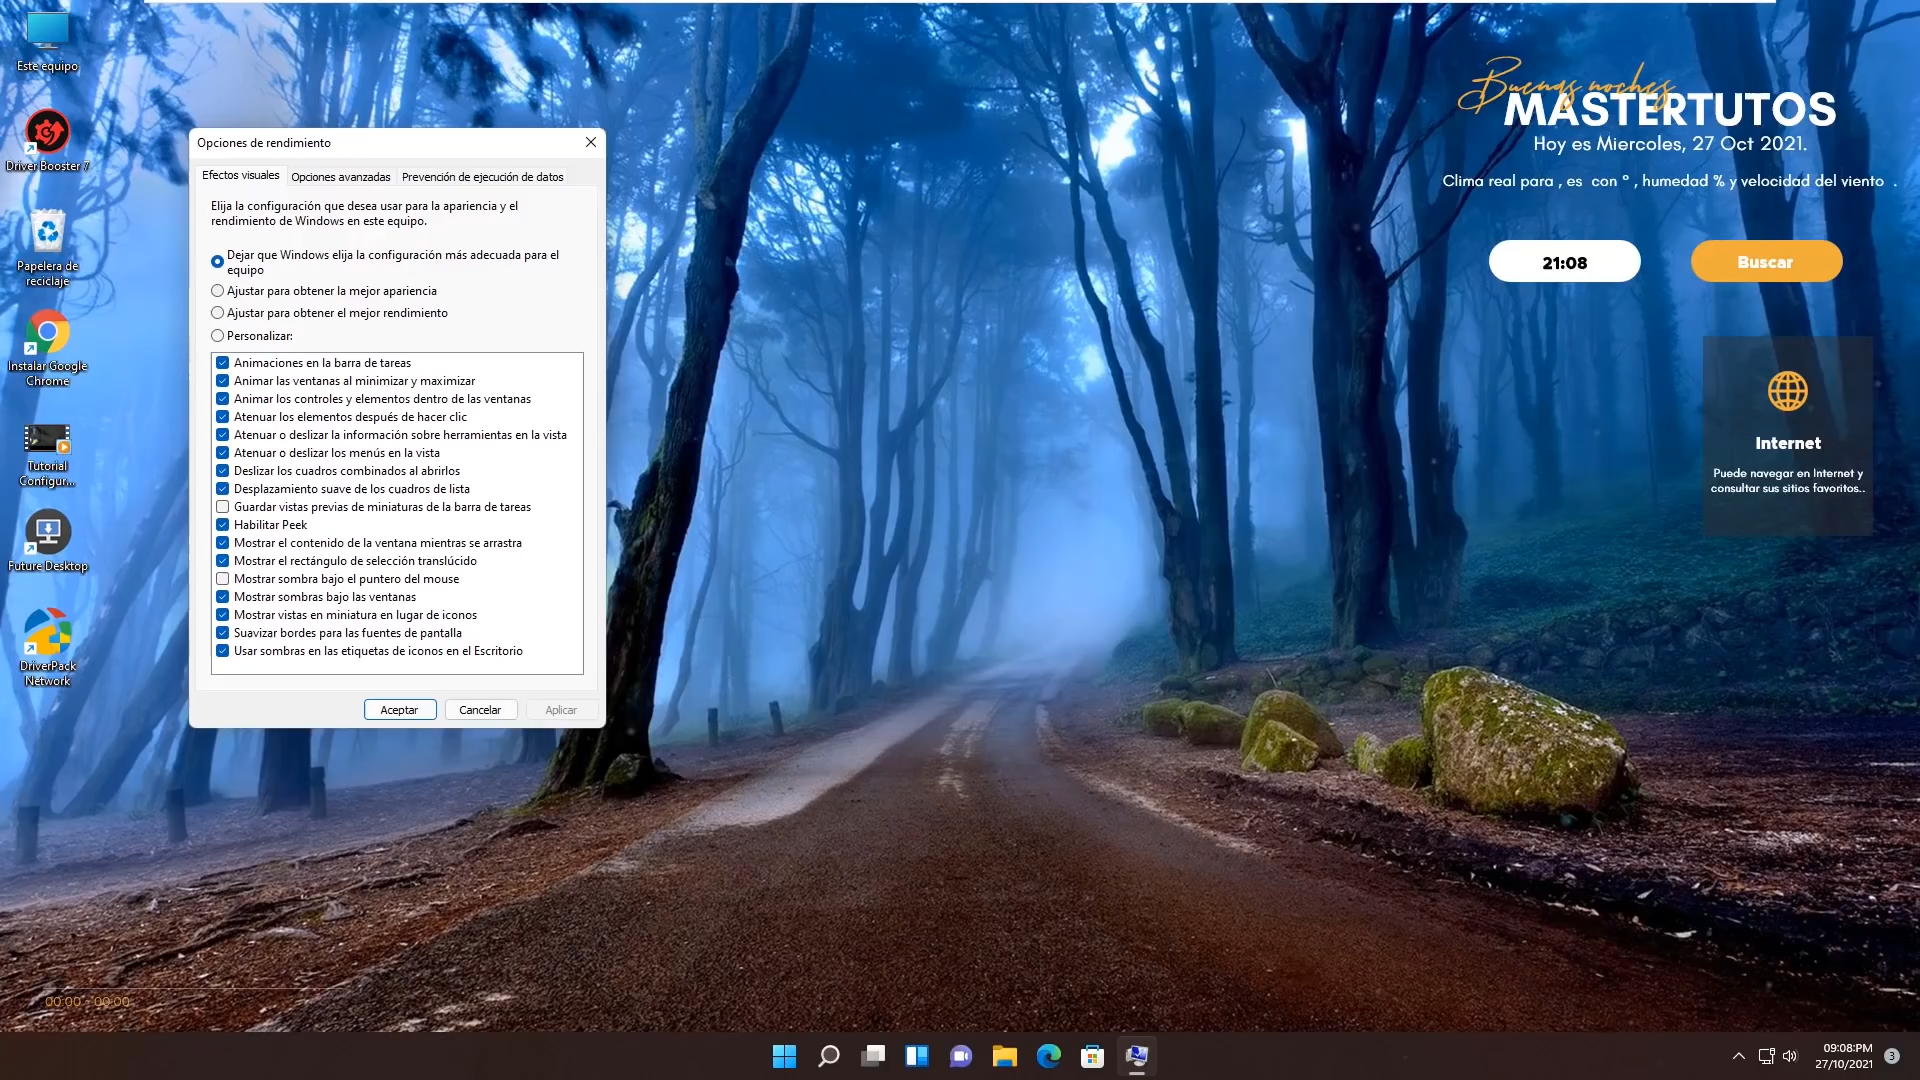 Este equipo
Driver Booster 7
Papelera de
reciclaje
Instalar Google
Chrome
Tutorial
Configur...
Future Desktop
DriverPack
Network
Opciones de rendimiento
Efectos visuales
Opciones avanzadas
Prevención de ejecución de datos
Elija la configuración que desea usar para la apariencia y el
rendimiento de Windows en este equipo.
Dejar que Windows elija la configuración más adecuada para el
equipo
Ajustar para obtener la mejor apariencia
Ajustar para obtener el mejor rendimiento
Personalizar:
Animaciones en la barra de tareas
Animar las ventanas al minimizar y maximizar
Animar los controles y elementos dentro de las ventanas
Atenuar los elementos después de hacer clic
Atenuar o deslizar la información sobre herramientas en la vista
Atenuar o deslizar los menús en la vista
Deslizar los cuadros combinados al abrirlos
Desplazamiento suave de los cuadros de lista
Guardar vistas previas de miniaturas de la barra de tareas
Habilitar Peek
Mostrar el contenido de la ventana mientras se arrastra
Mostrar el rectángulo de selección translúcido
Mostrar sombra bajo el puntero del mouse
Mostrar sombras bajo las ventanas
Mostrar vistas en miniatura en lugar de iconos
Suavizar bordes para las fuentes de pantalla
Usar sombras en las etiquetas de iconos en el Escritorio
Aceptar
Cancelar
Aplicar
Buenas noches
MASTERTUTOS
Hoy es Miercoles, 27 Oct 2021.
Clima real para , es con ° , humedad % y velocidad del viento .
21:08
Buscar
Internet
Puede navegar en Internet y
consultar sus sitios favoritos..
00:00 - 00:00
09:08:PM
27/10/2021
3